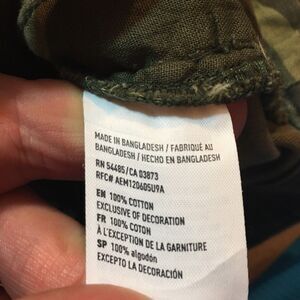 MADE IN BANGLADESH / FABRIQUÉ AU
BANGLADESH / HECHO EN BANGLADESH
RN 54485/CA 03873
RFC# AEM120605U9A
EN 100% COTTON
EXCLUSIVE OF DECORATION
FR 100% COTON
À L'EXCEPTION DE LA GARNITURE
SP 100% algodón
EXCEPTO LA DECORACIÓN